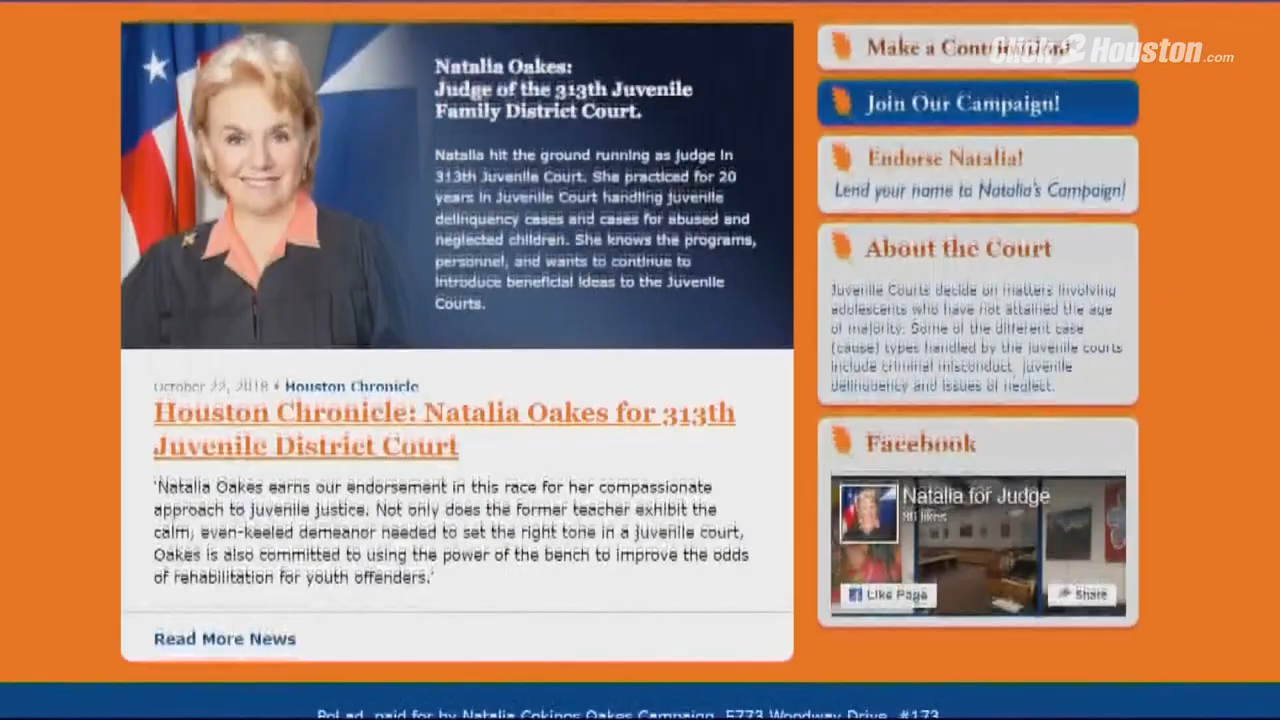 Click2Houston.com
Natalia Oakes:
Judge of the 313th Juvenile
Family District Court.
Natalia hit the ground running as judge in
313th Juvenile Court. She practiced for 20
years in Juvenile Court handling juvenile
delinquency cases and cases for abused and
neglected children. She knows the programs,
personnel, and wants to continue to
introduce beneficial ideas to the Juvenile
Courts.
October 22, 2018 • Houston Chronicle
Houston Chronicle: Natalia Oakes for 313th
Juvenile District Court
'Natalia Oakes earns our endorsement in this race for her compassionate
approach to juvenile justice. Not only does the former teacher exhibit the
calm, even-keeled demeanor needed to set the right tone in a juvenile court,
Oakes is also committed to using the power of the bench to improve the odds
of rehabilitation for youth offenders.'
Read More News
Make a Contribution!
Join Our Campaign!
Endorse Natalia!
Lend your name to Natalia's Campaign!
About the Court
Juvenile Courts decide on matters involving
adolescents who have not attained the age
of majority. Some of the different case
(cause) types handled by the juvenile courts
include criminal misconduct, juvenile
delinquency and issues of neglect.
Facebook
Natalia for Judge
likes
Like Page
Share
Pol ad. paid for by Natalia Cokinos Oakes Campaign, 5773 Woodway Drive, #173